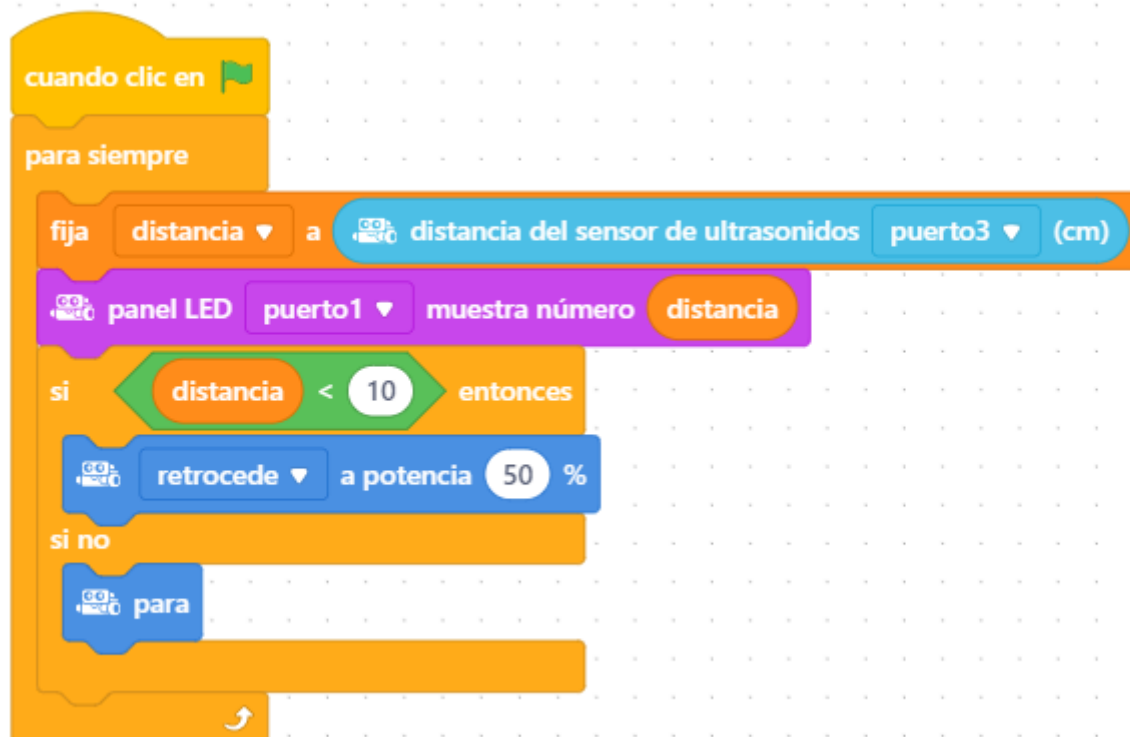 cuando clic en
para siempre
fija distancia a distancia del sensor de ultrasonidos puerto3 (cm)
panel LED puerto1 muestra número distancia
si distancia < 10 entonces
retrocede a potencia 50 %
si no
para